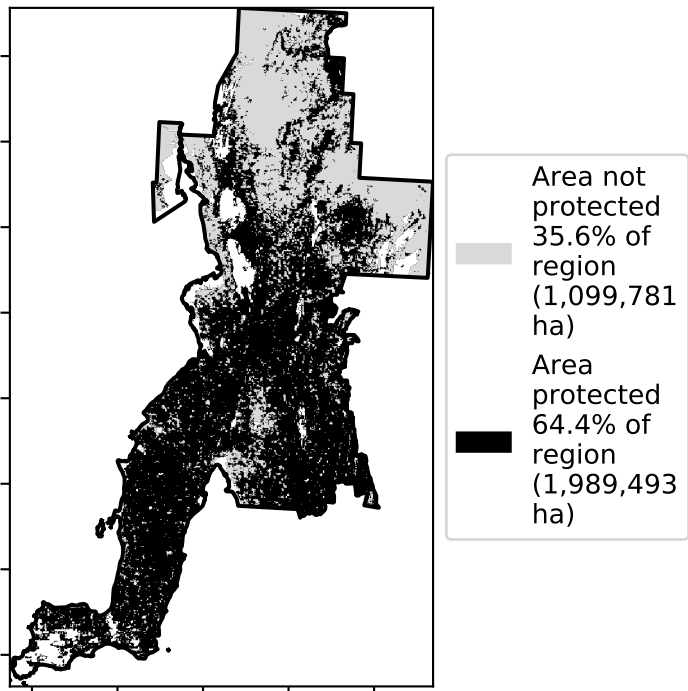 Area not
protected
35.6% of
region
(1,099,781
ha)
Area
protected
64.4% of
region
(1,989,493
ha)